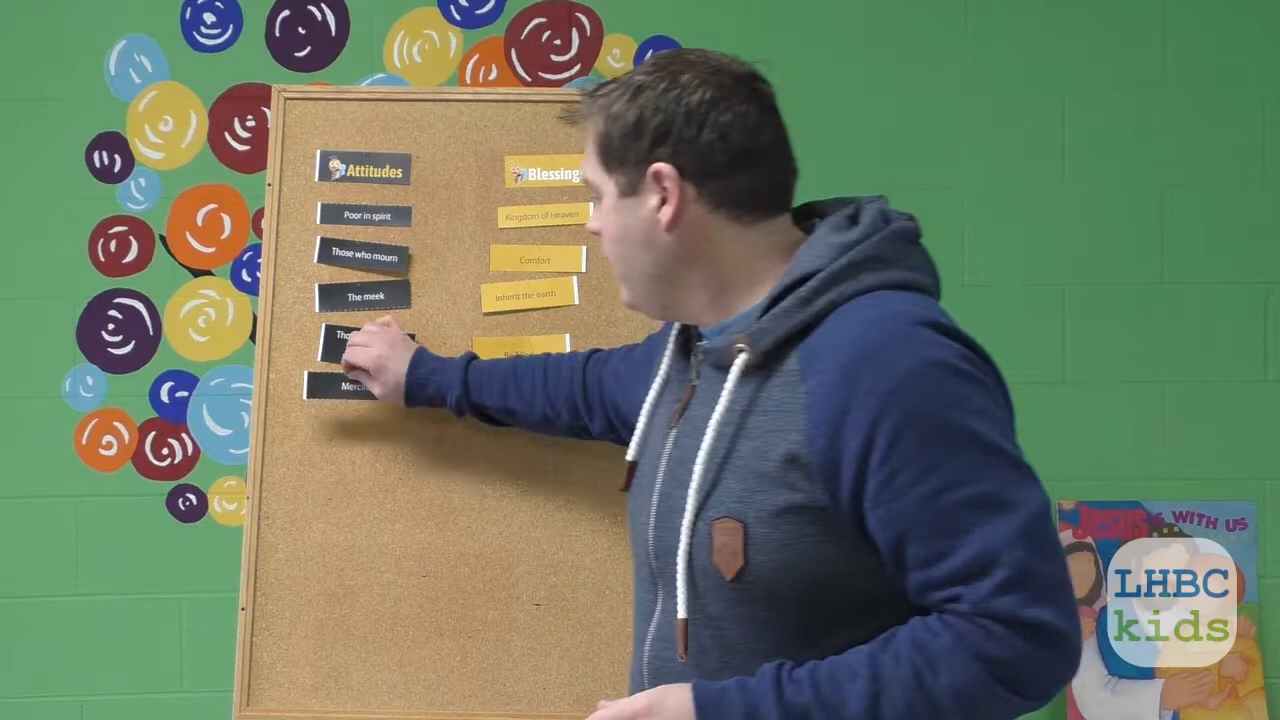 Attitudes
Blessing
Poor in spirit
Kingdom of Heaven
Those who mourn
Comfort
The meek
Inherit the earth
JESUS IS WITH US
LHBC
kids